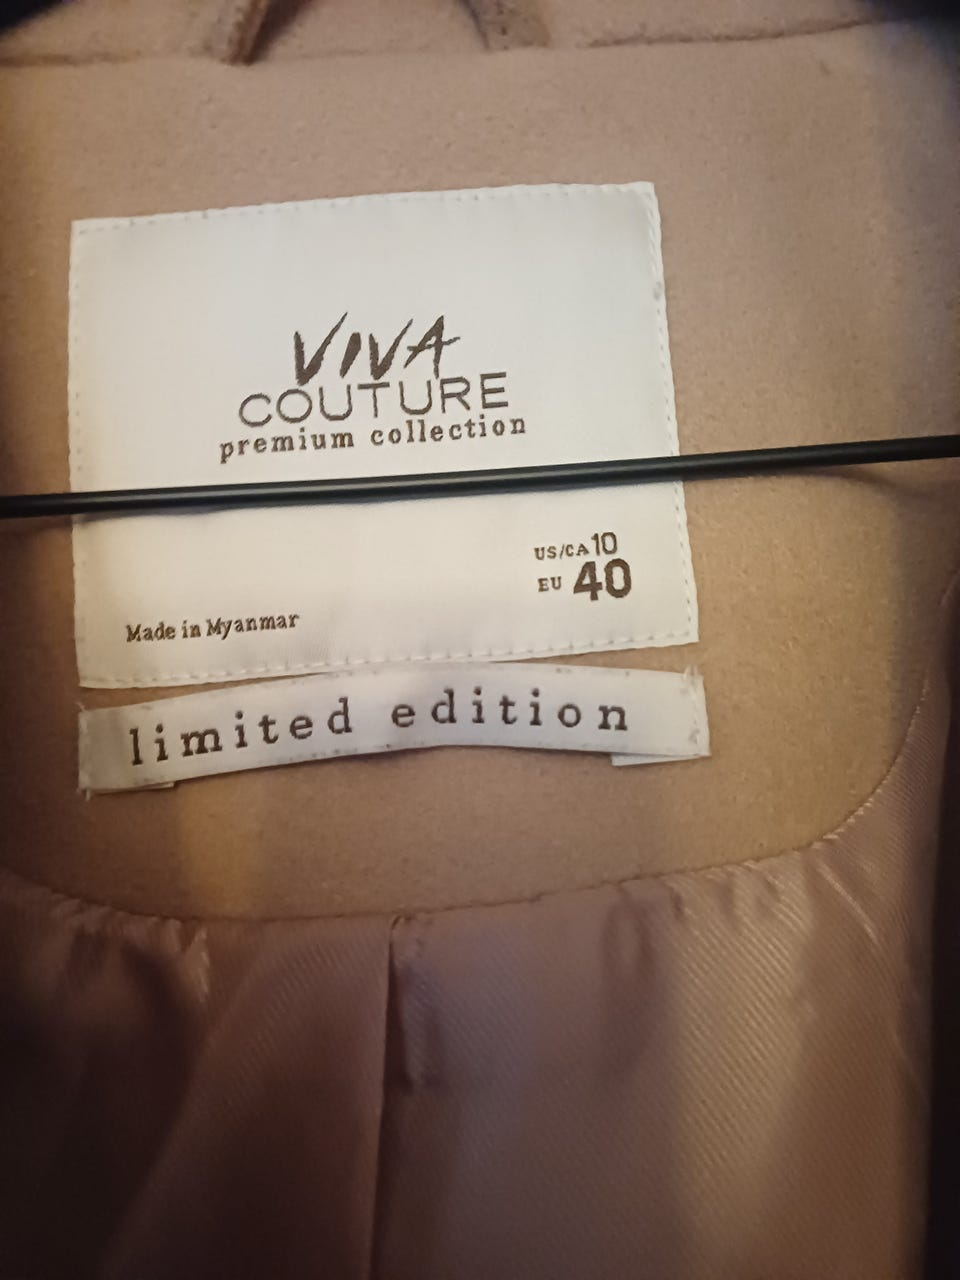 VIVA
COUTURE
premium collection
US/CA 10
EU 40
Made in Myanmar
limited edition